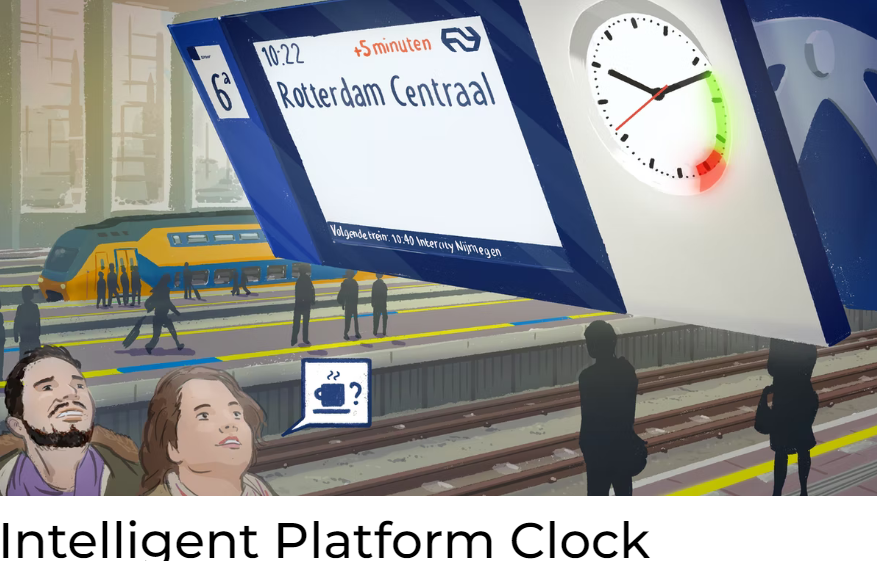 10:22 +5 minuten
6a
Rotterdam Centraal
Volgende trein: 10:40 Intercity Nijmegen
?
Intelligent Platform Clock